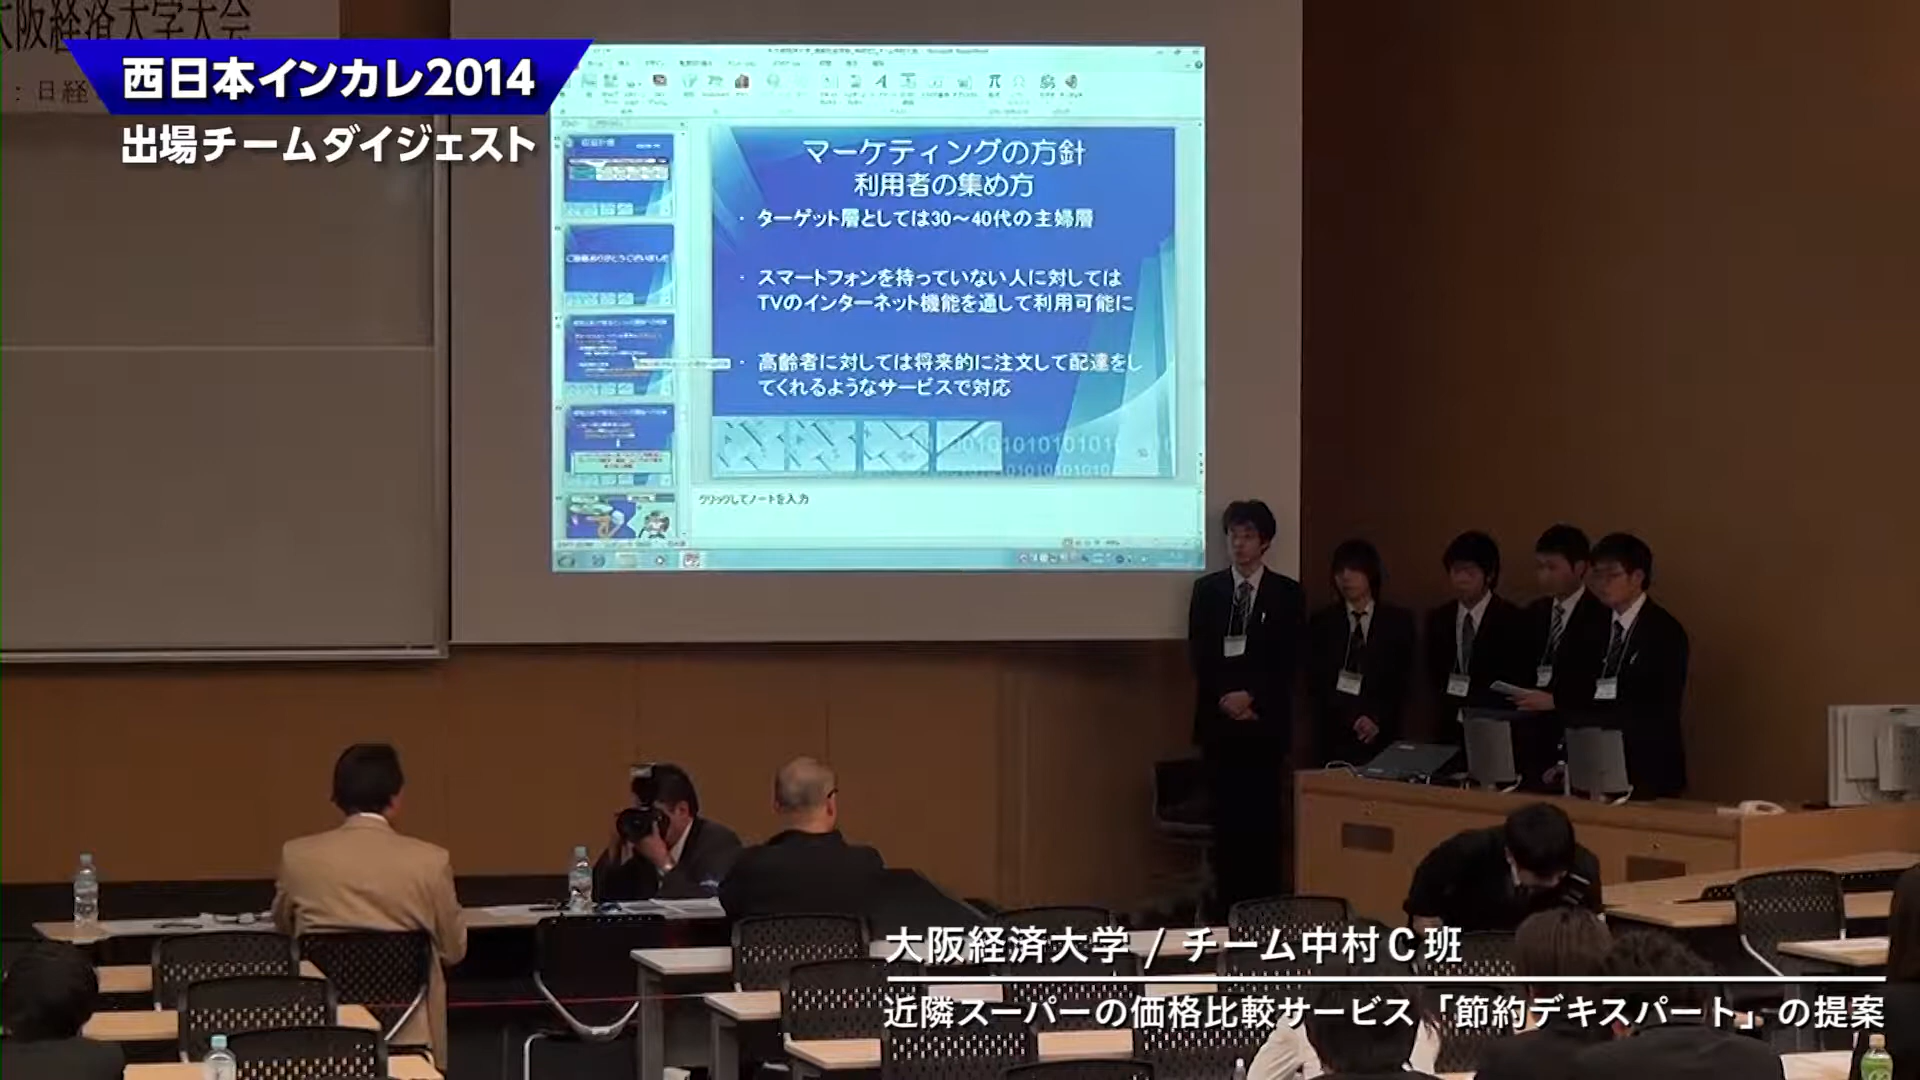 大阪経済大学大会
：日経
西日本インカレ2014
出場チームダイジェスト
マーケティングの方針
利用者の集め方
・ターゲット層としては30～40代の主婦層
・スマートフォンを持っていない人に対しては
TVのインターネット機能を通して利用可能に
・高齢者に対しては将来的に注文して配達をし
てくれるようなサービスで対応
クリックしてノートを入力
大阪経済大学 / チーム中村C班
近隣スーパーの価格比較サービス「節約デキスパート」の提案